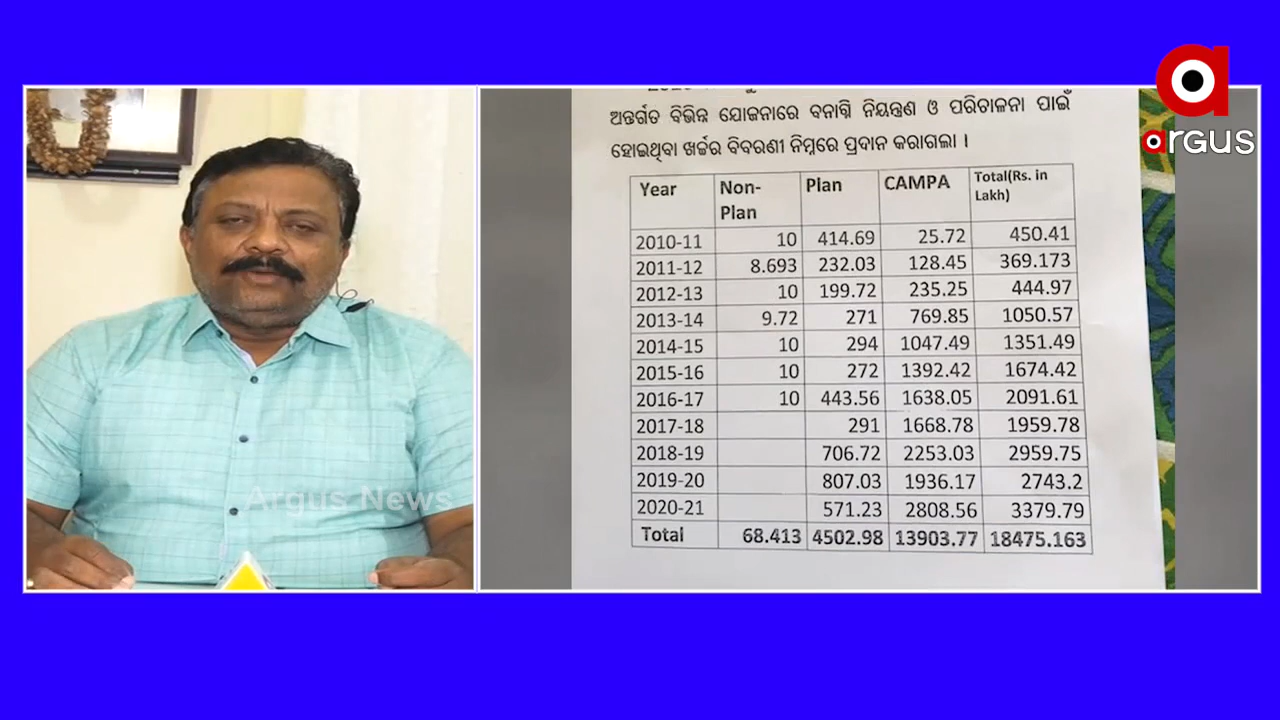 argus
ଅନ୍ତର୍ଗତ ବିଭିନ୍ନ ଯୋଜନାରେ ବନାଗ୍ନି ନିୟନ୍ତ୍ରଣ ଓ ପରିଚାଳନା ପାଇଁ
ହୋଇଥିବା ଖର୍ଚ୍ଚର ବିବରଣୀ ନିମ୍ନରେ ପ୍ରଦାନ କରାଗଲା ।
Year Non-Plan Plan CAMPA Total(Rs. in Lakh)
2010-11 10 414.69 25.72 450.41
2011-12 8.693 232.03 128.45 369.173
2012-13 10 199.72 235.25 444.97
2013-14 9.72 271 769.85 1050.57
2014-15 10 294 1047.49 1351.49
2015-16 10 272 1392.42 1674.42
2016-17 10 443.56 1638.05 2091.61
2017-18 291 1668.78 1959.78
2018-19 706.72 2253.03 2959.75
2019-20 807.03 1936.17 2743.2
2020-21 571.23 2808.56 3379.79
Total 68.413 4502.98 13903.77 18475.163
Argus News